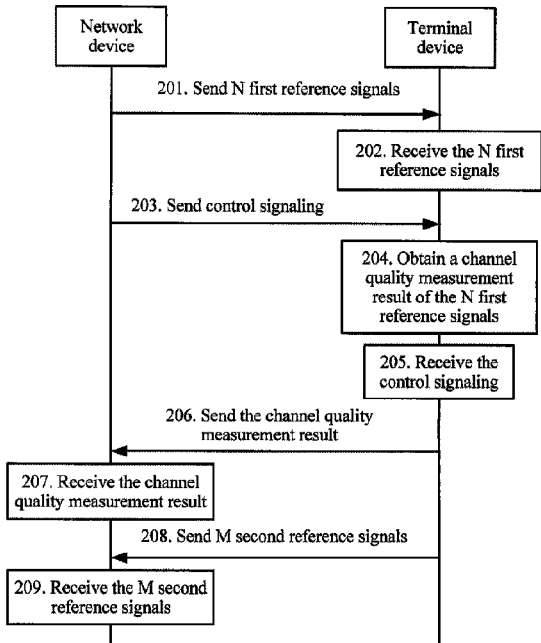 Network
device
Terminal
device
201. Send N first reference signals
202. Receive the N first
reference signals
203. Send control signaling
204. Obtain a channel
quality measurement
result of the N first
reference signals
205. Receive the
control signaling
206. Send the channel quality
measurement result
207. Receive the channel
quality measurement result
208. Send M second reference signals
209. Receive the M second
reference signals